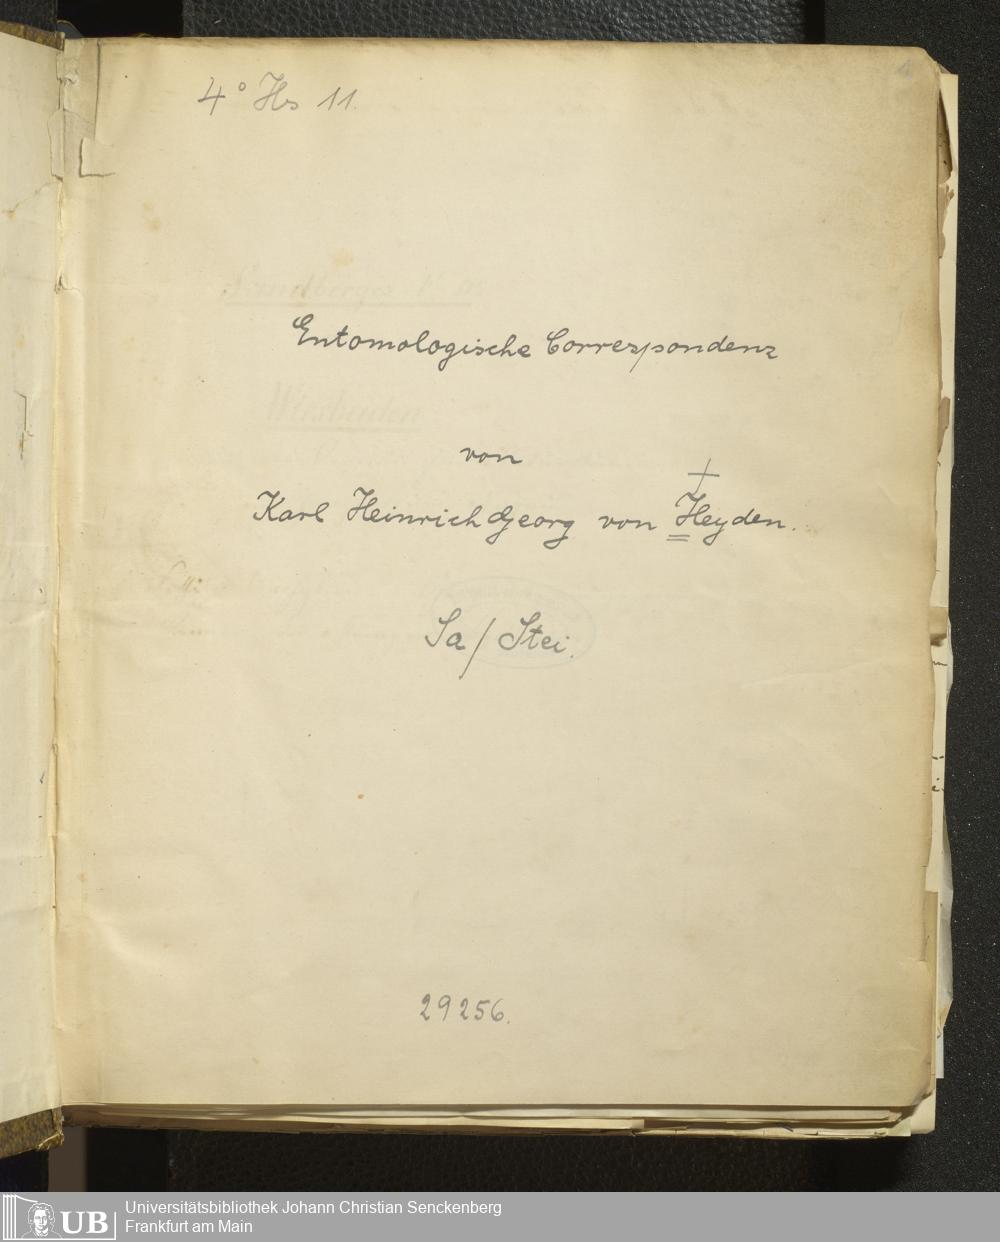 4° Hs 11.
Entomologische Correspondenz
von
Karl Heinrich Georg von Heyden.
Sa / Stei.
29256.
Universitätsbibliothek Johann Christian Senckenberg
UB Frankfurt am Main